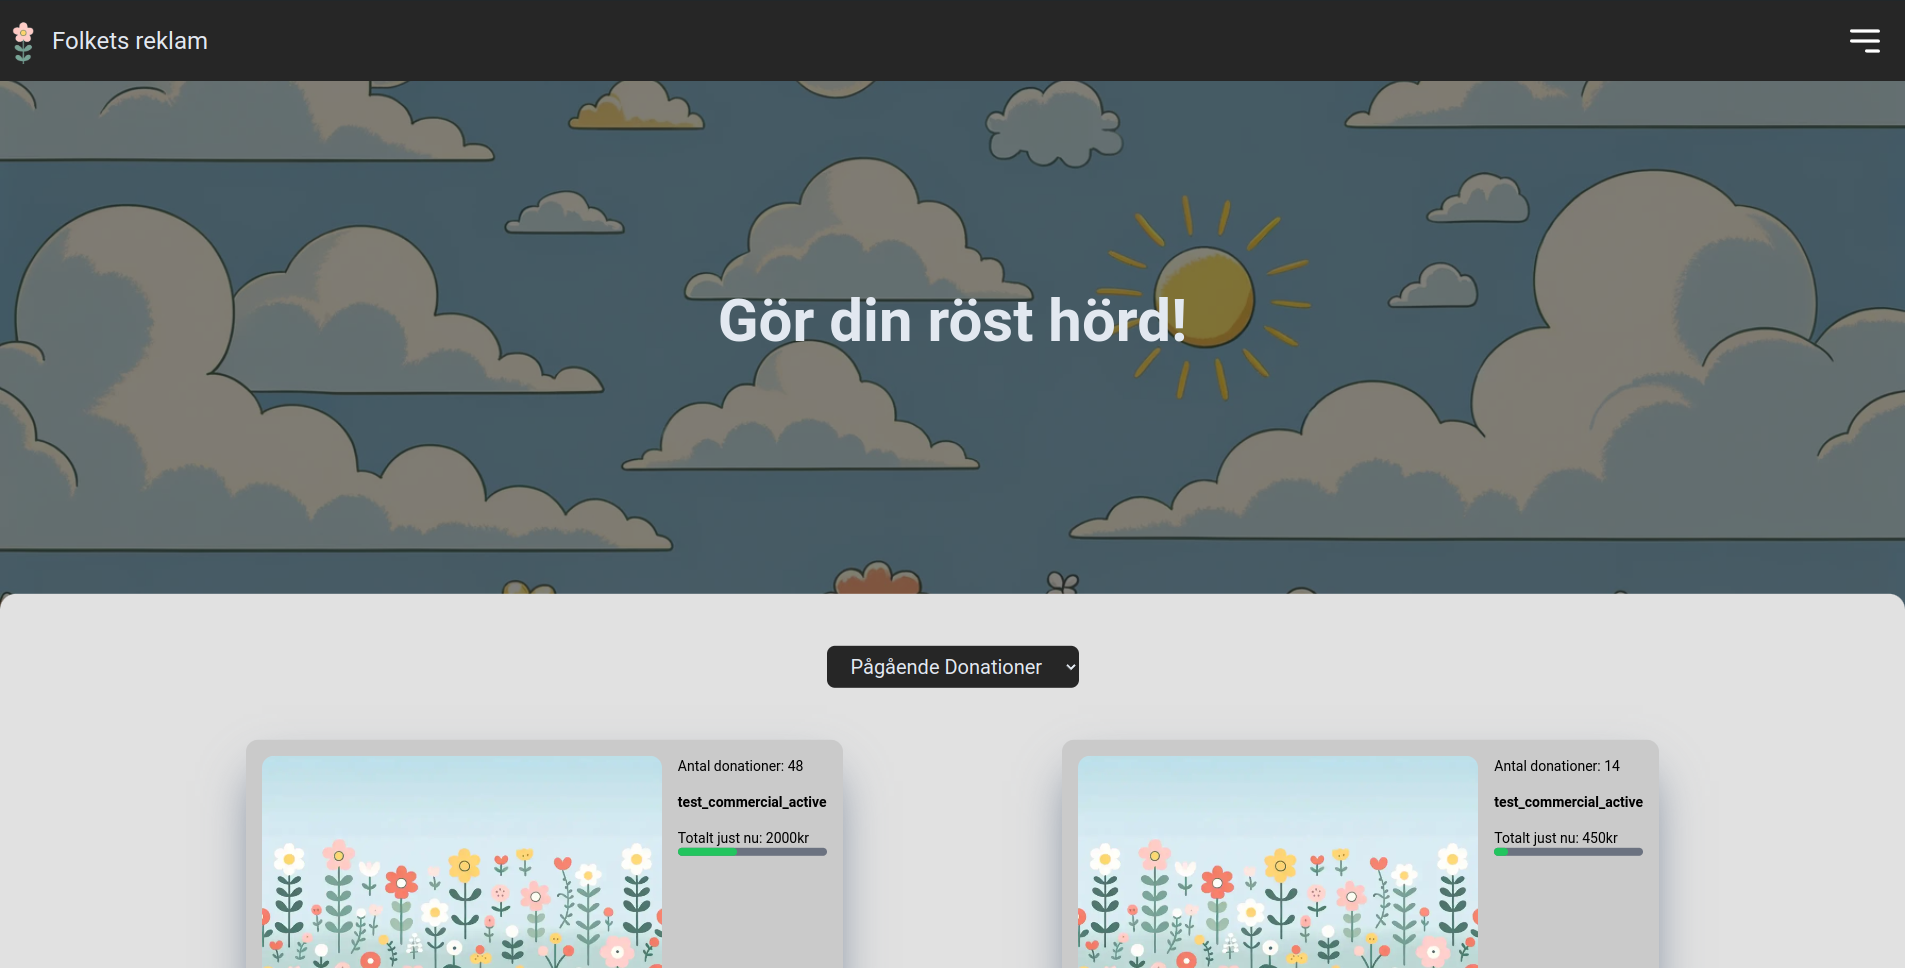 Folkets reklam
Gör din röst hörd!
Pågående Donationer
Antal donationer: 48
test_commercial_active
Totalt just nu: 2000kr
Antal donationer: 14
test_commercial_active
Totalt just nu: 450kr